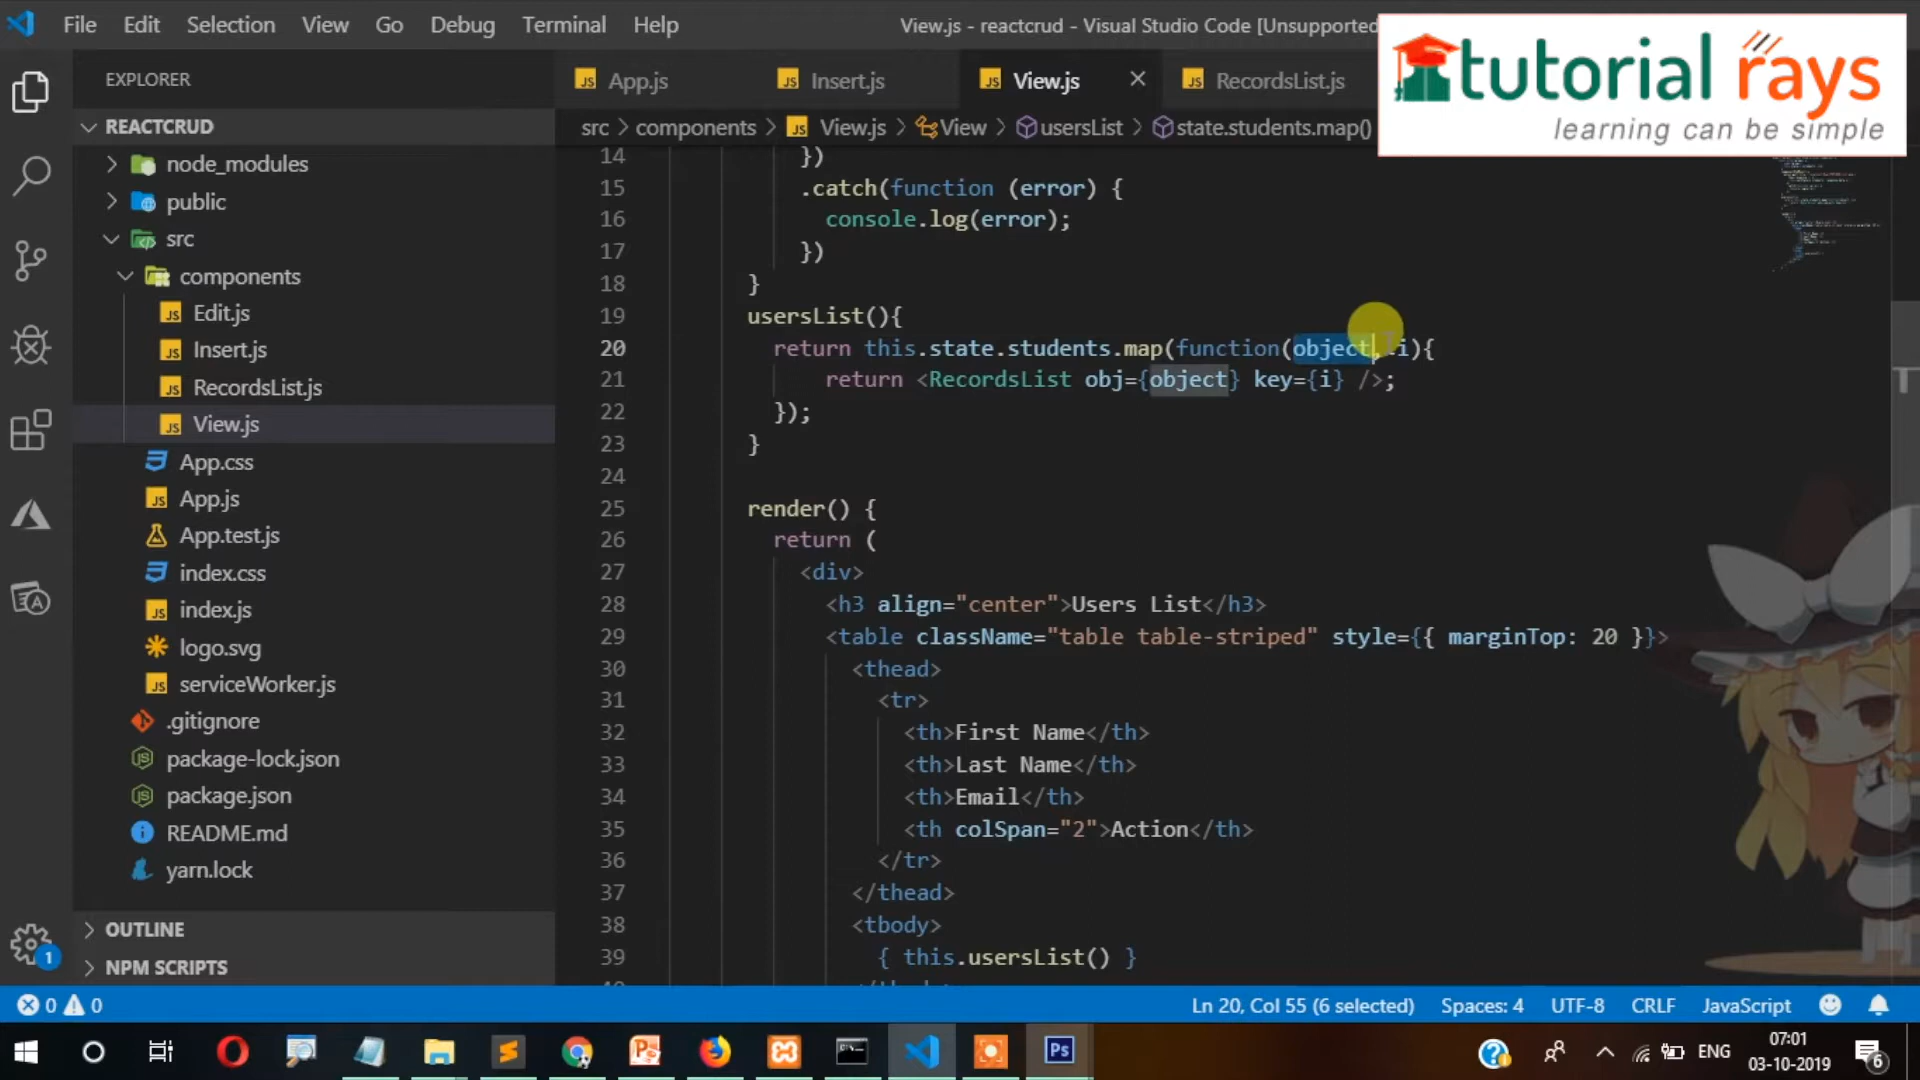 File Edit Selection View Go Debug Terminal Help
View.js - reactcrud - Visual Studio Code [Unsupported
tutorial rays
learning can be simple
EXPLORER
App.js
Insert.js
View.js
RecordsList.js
src > components > View.js > View > usersList > state.students.map()
REACTCRUD
node_modules
public
src
components
Edit.js
Insert.js
RecordsList.js
View.js
App.css
App.js
App.test.js
index.css
index.js
logo.svg
serviceWorker.js
.gitignore
package-lock.json
package.json
README.md
yarn.lock
OUTLINE
NPM SCRIPTS
1
14 })
15 .catch(function (error) {
16 console.log(error);
17 })
18 }
19 usersList(){
20 return this.state.students.map(function(object, i){
21 return <RecordsList obj={object} key={i} />;
22 });
23 }
24
25 render() {
26 return (
27 <div>
28 <h3 align="center">Users List</h3>
29 <table className="table table-striped" style={{ marginTop: 20 }}>
30 <thead>
31 <tr>
32 <th>First Name</th>
33 <th>Last Name</th>
34 <th>Email</th>
35 <th colSpan="2">Action</th>
36 </tr>
37 </thead>
38 <tbody>
39 { this.usersList() }
0 0
Ln 20, Col 55 (6 selected) Spaces: 4 UTF-8 CRLF JavaScript
ENG
07:01
03-10-2019
6